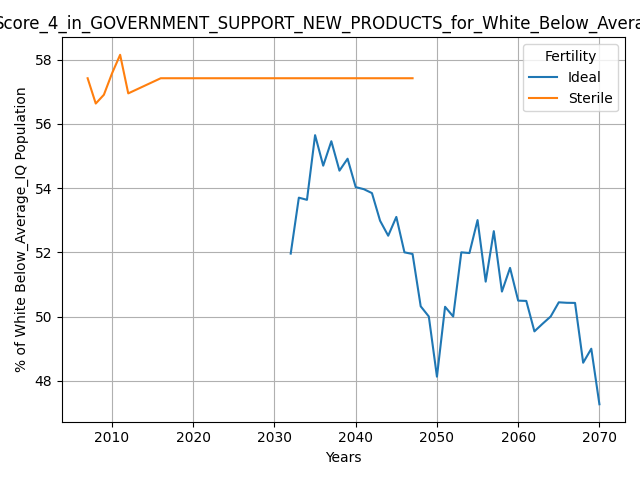 Score_4_in_GOVERNMENT_SUPPORT_NEW_PRODUCTS_for_White_Below_Avera
% of White Below_Average_IQ Population
58
56
54
52
50
48
Fertility
Ideal
Sterile
2010 2020 2030 2040 2050 2060 2070
Years